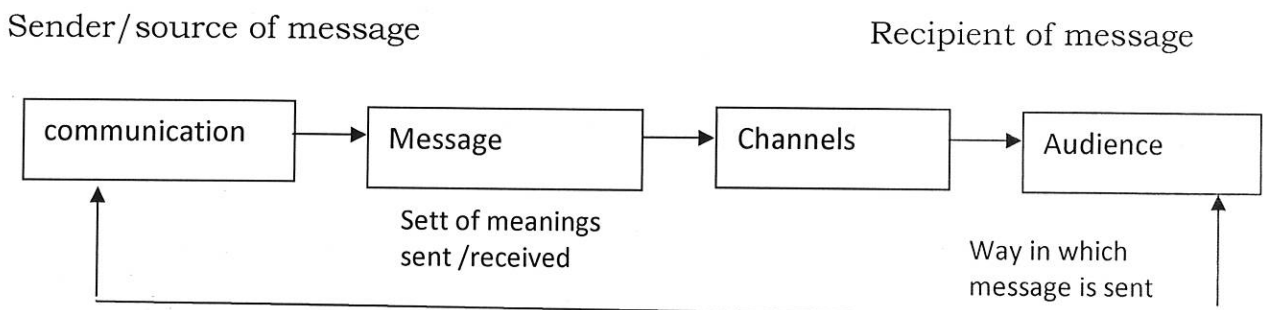 Sender/source of message
Recipient of message
communication
Message
Channels
Audience
Sett of meanings
sent /received
Way in which
message is sent